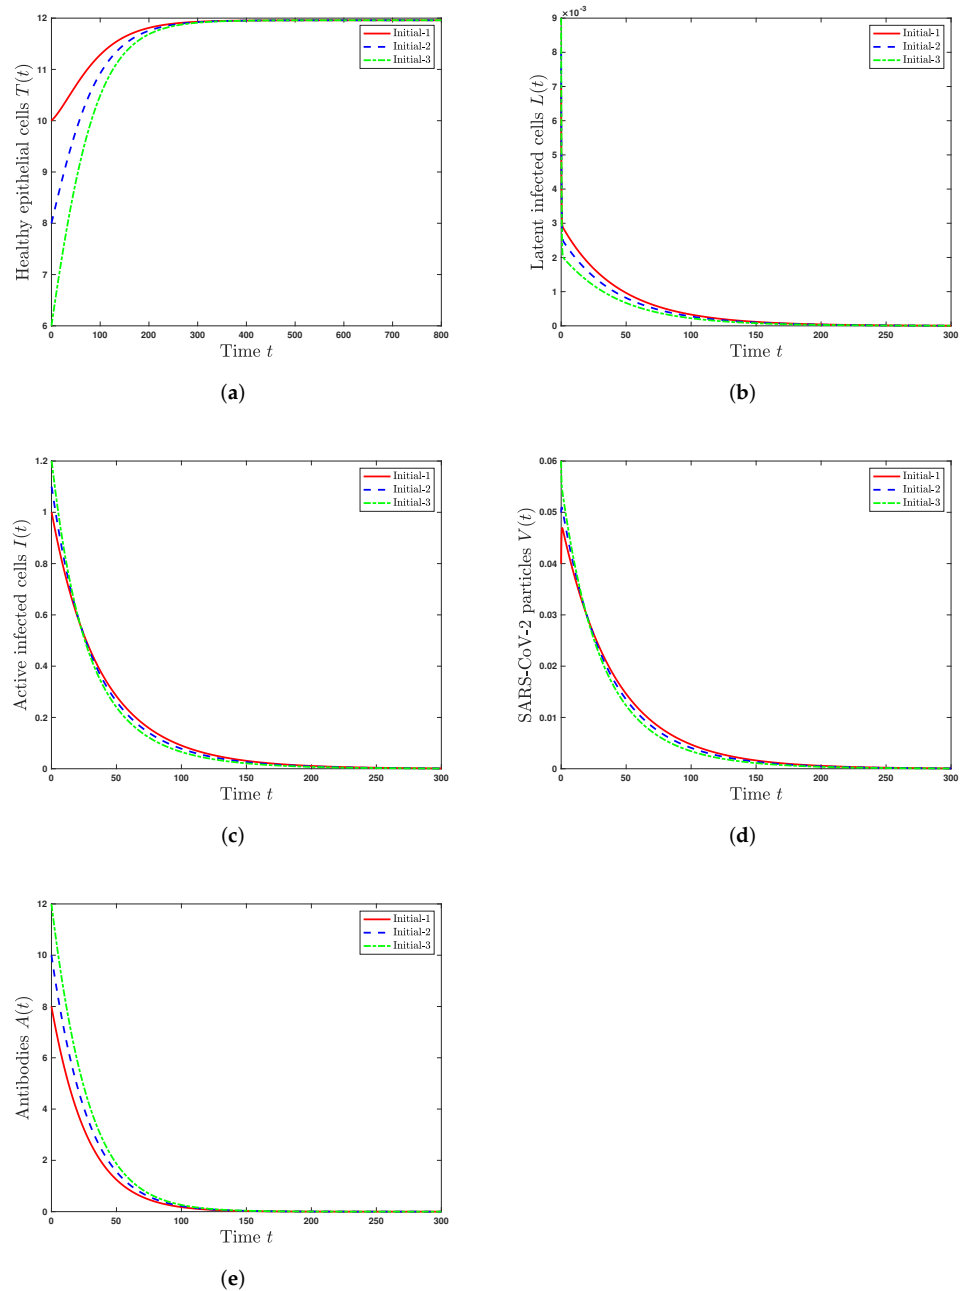 12
11
10
9
8
7
6
Healthy epithelial cells T(t)
Initial-1
Initial-2
Initial-3
0 100 200 300 400 500 600 700 800
Time t
(a)
×10⁻³
9
8
7
6
5
4
3
2
1
0
Latent infected cells L(t)
Initial-1
Initial-2
Initial-3
0 50 100 150 200 250 300
Time t
(b)
1.2
1
0.8
0.6
0.4
0.2
0
Active infected cells I(t)
Initial-1
Initial-2
Initial-3
0 50 100 150 200 250 300
Time t
(c)
0.06
0.05
0.04
0.03
0.02
0.01
0
SARS-CoV-2 particles V(t)
Initial-1
Initial-2
Initial-3
0 50 100 150 200 250 300
Time t
(d)
12
10
8
6
4
2
0
Antibodies A(t)
Initial-1
Initial-2
Initial-3
0 50 100 150 200 250 300
Time t
(e)